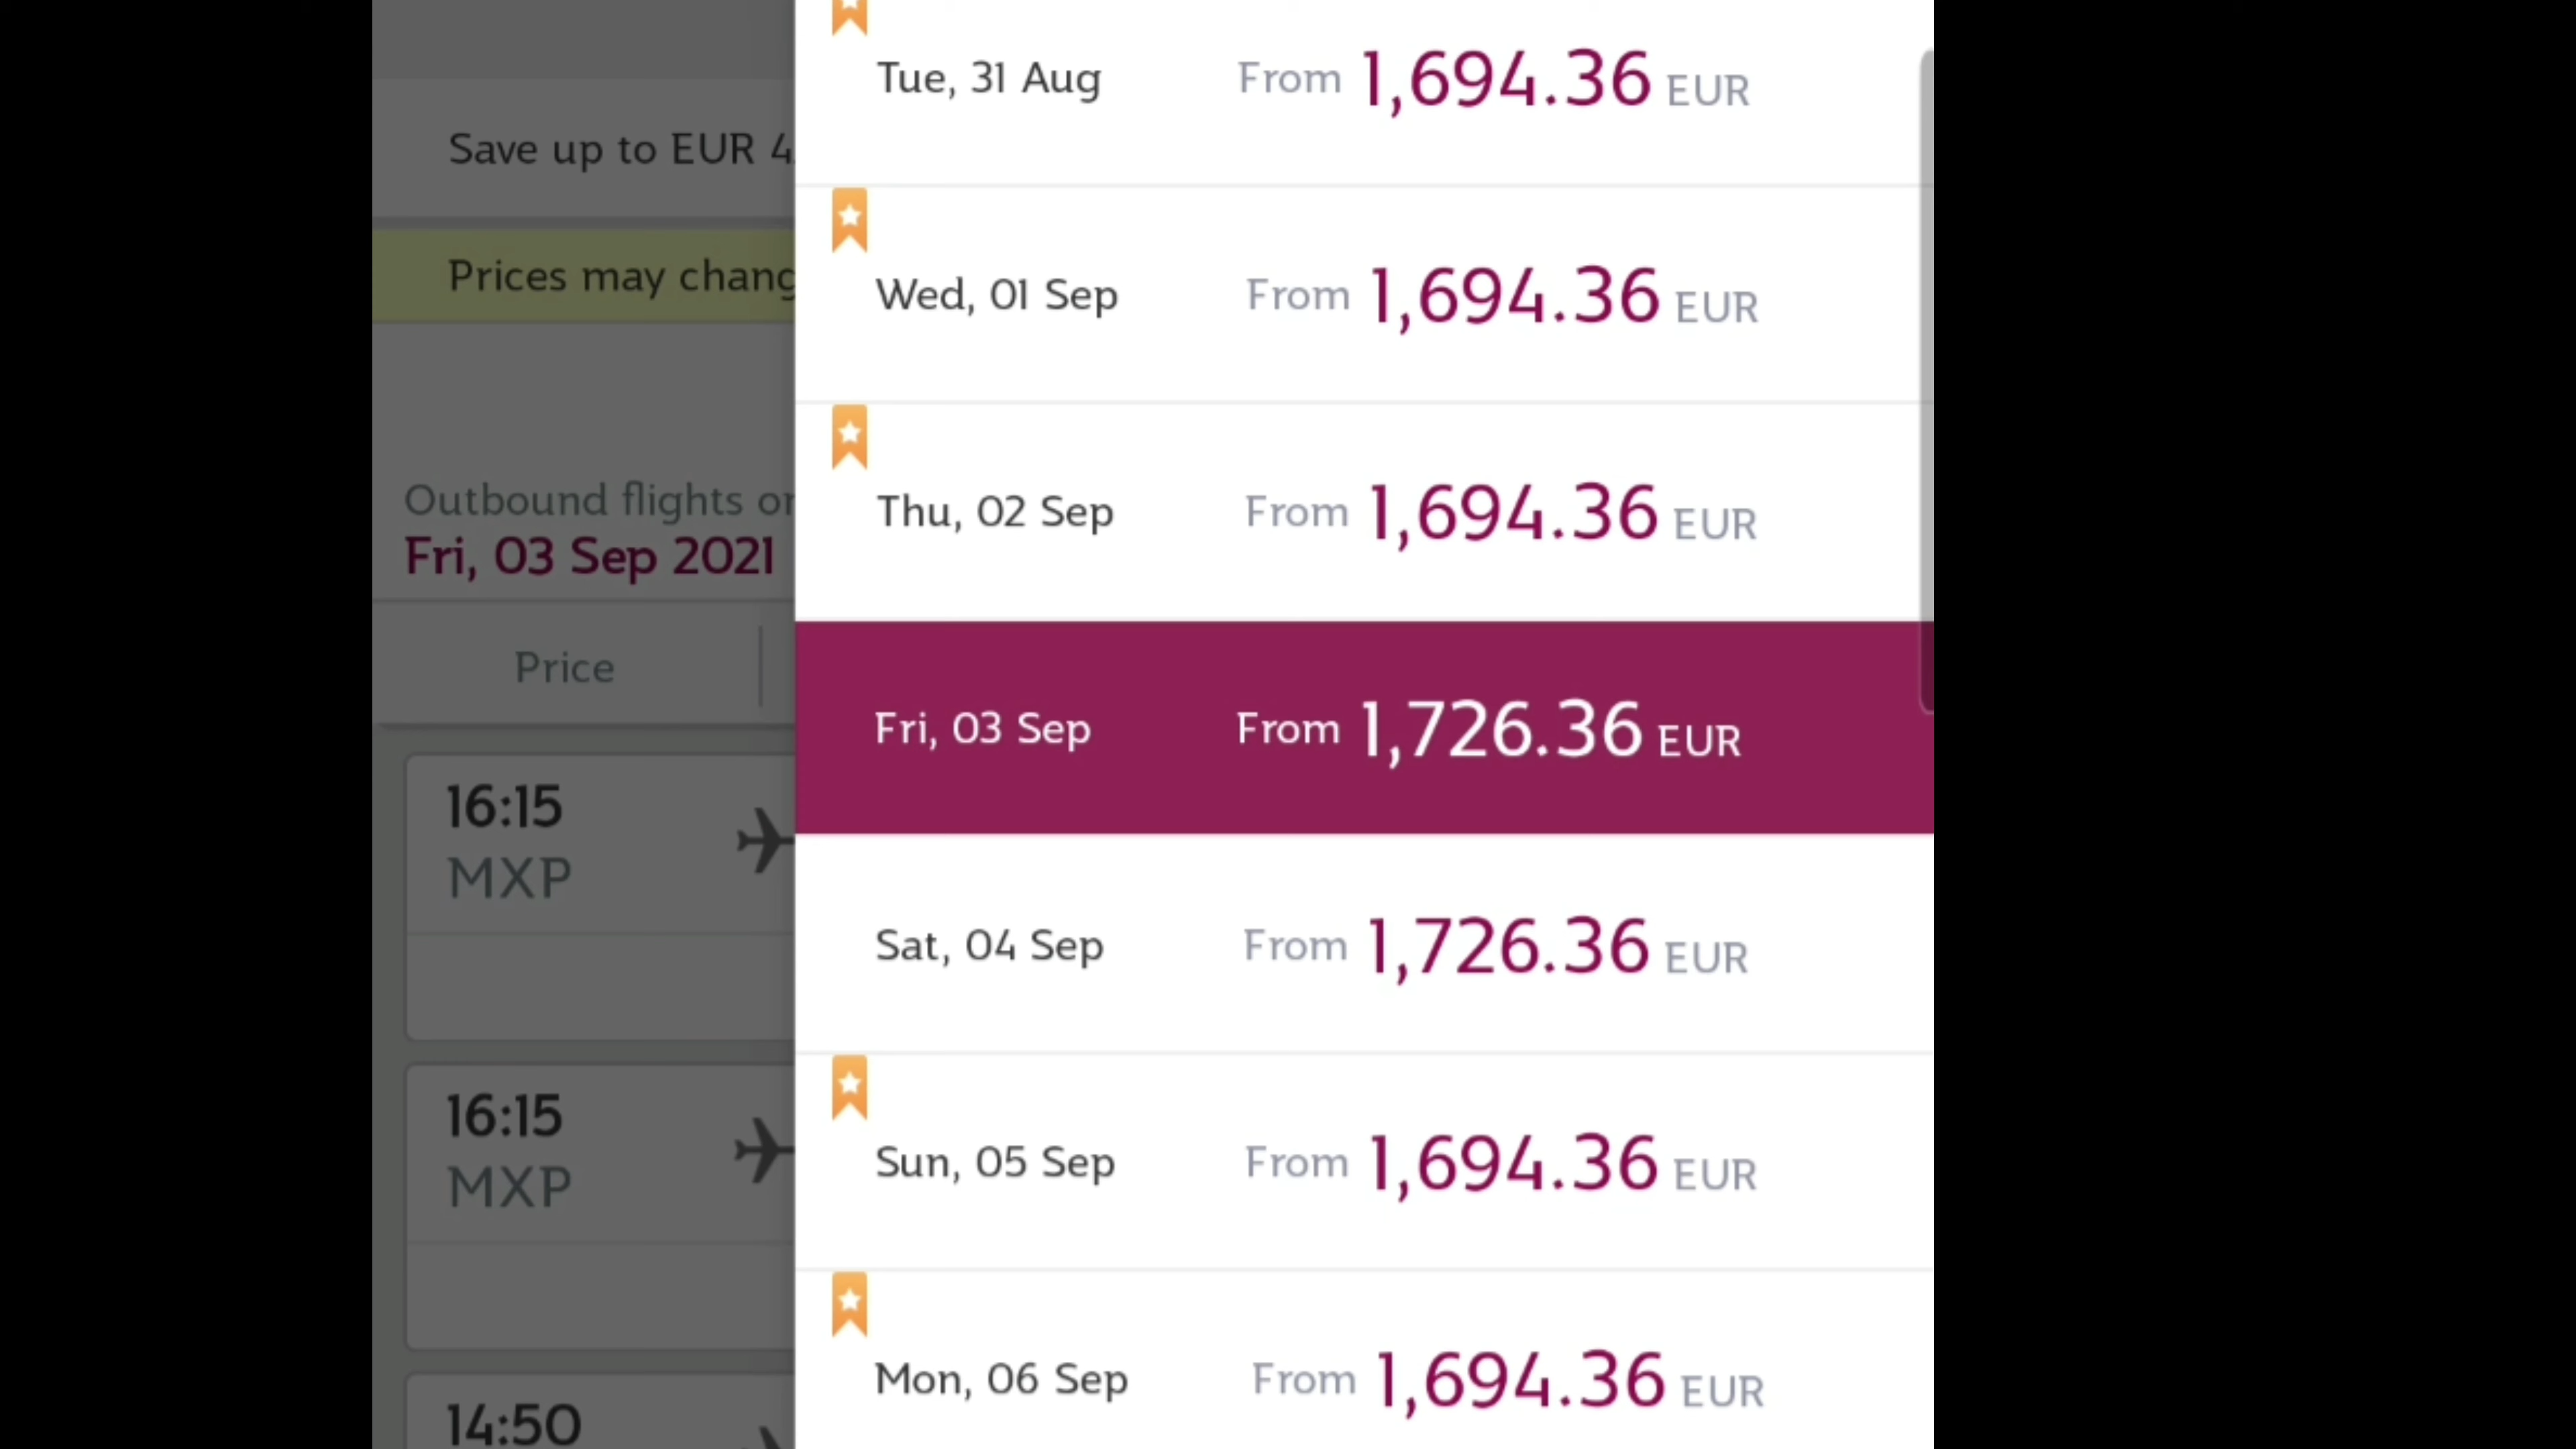 Save up to EUR 4
Prices may chang
Outbound flights or
Fri, 03 Sep 2021
Price
16:15
MXP
16:15
MXP
14:50
Tue, 31 Aug From 1,694.36 EUR
Wed, 01 Sep From 1,694.36 EUR
Thu, 02 Sep From 1,694.36 EUR
Fri, 03 Sep From 1,726.36 EUR
Sat, 04 Sep From 1,726.36 EUR
Sun, 05 Sep From 1,694.36 EUR
Mon, 06 Sep From 1,694.36 EUR